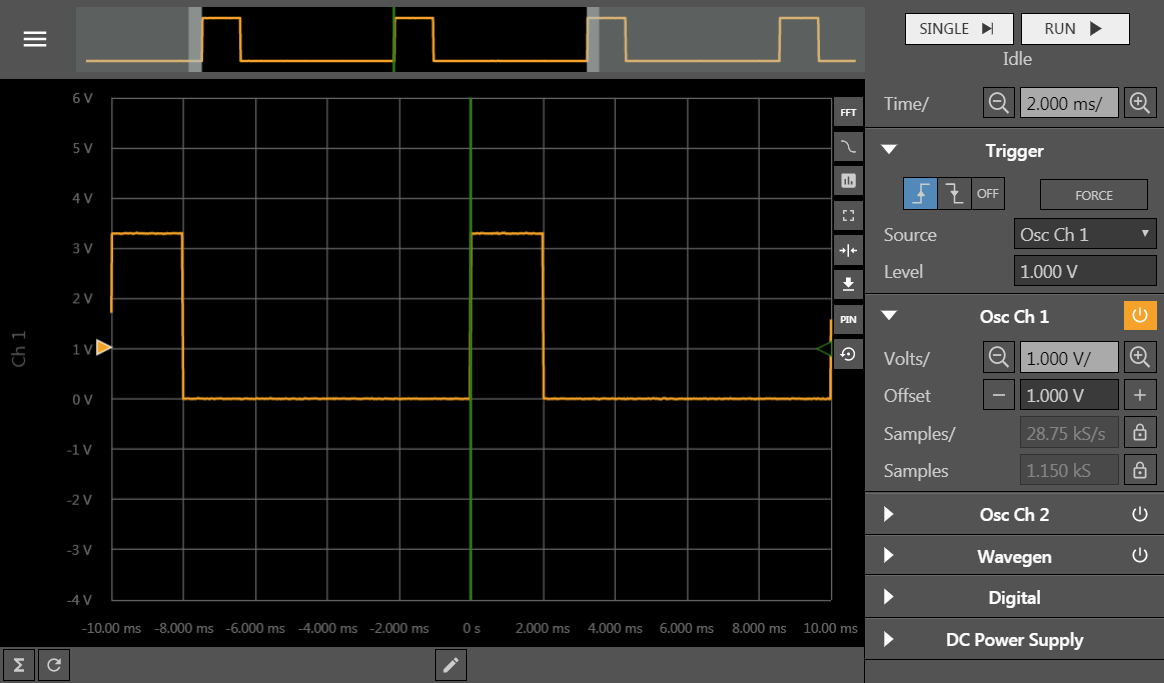 SINGLE
RUN
Idle
Time/
2.000 ms/
Trigger
OFF
FORCE
Source
Osc Ch 1
Level
1.000 V
Osc Ch 1
Volts/
1.000 V/
Offset
1.000 V
Samples/
28.75 kS/s
Samples
1.150 kS
Osc Ch 2
Wavegen
Digital
DC Power Supply
FFT
PIN
Ch 1
6 V
5 V
4 V
3 V
2 V
1 V
0 V
-1 V
-2 V
-3 V
-4 V
-10.00 ms -8.000 ms -6.000 ms -4.000 ms -2.000 ms 0 s 2.000 ms 4.000 ms 6.000 ms 8.000 ms 10.00 ms
Σ